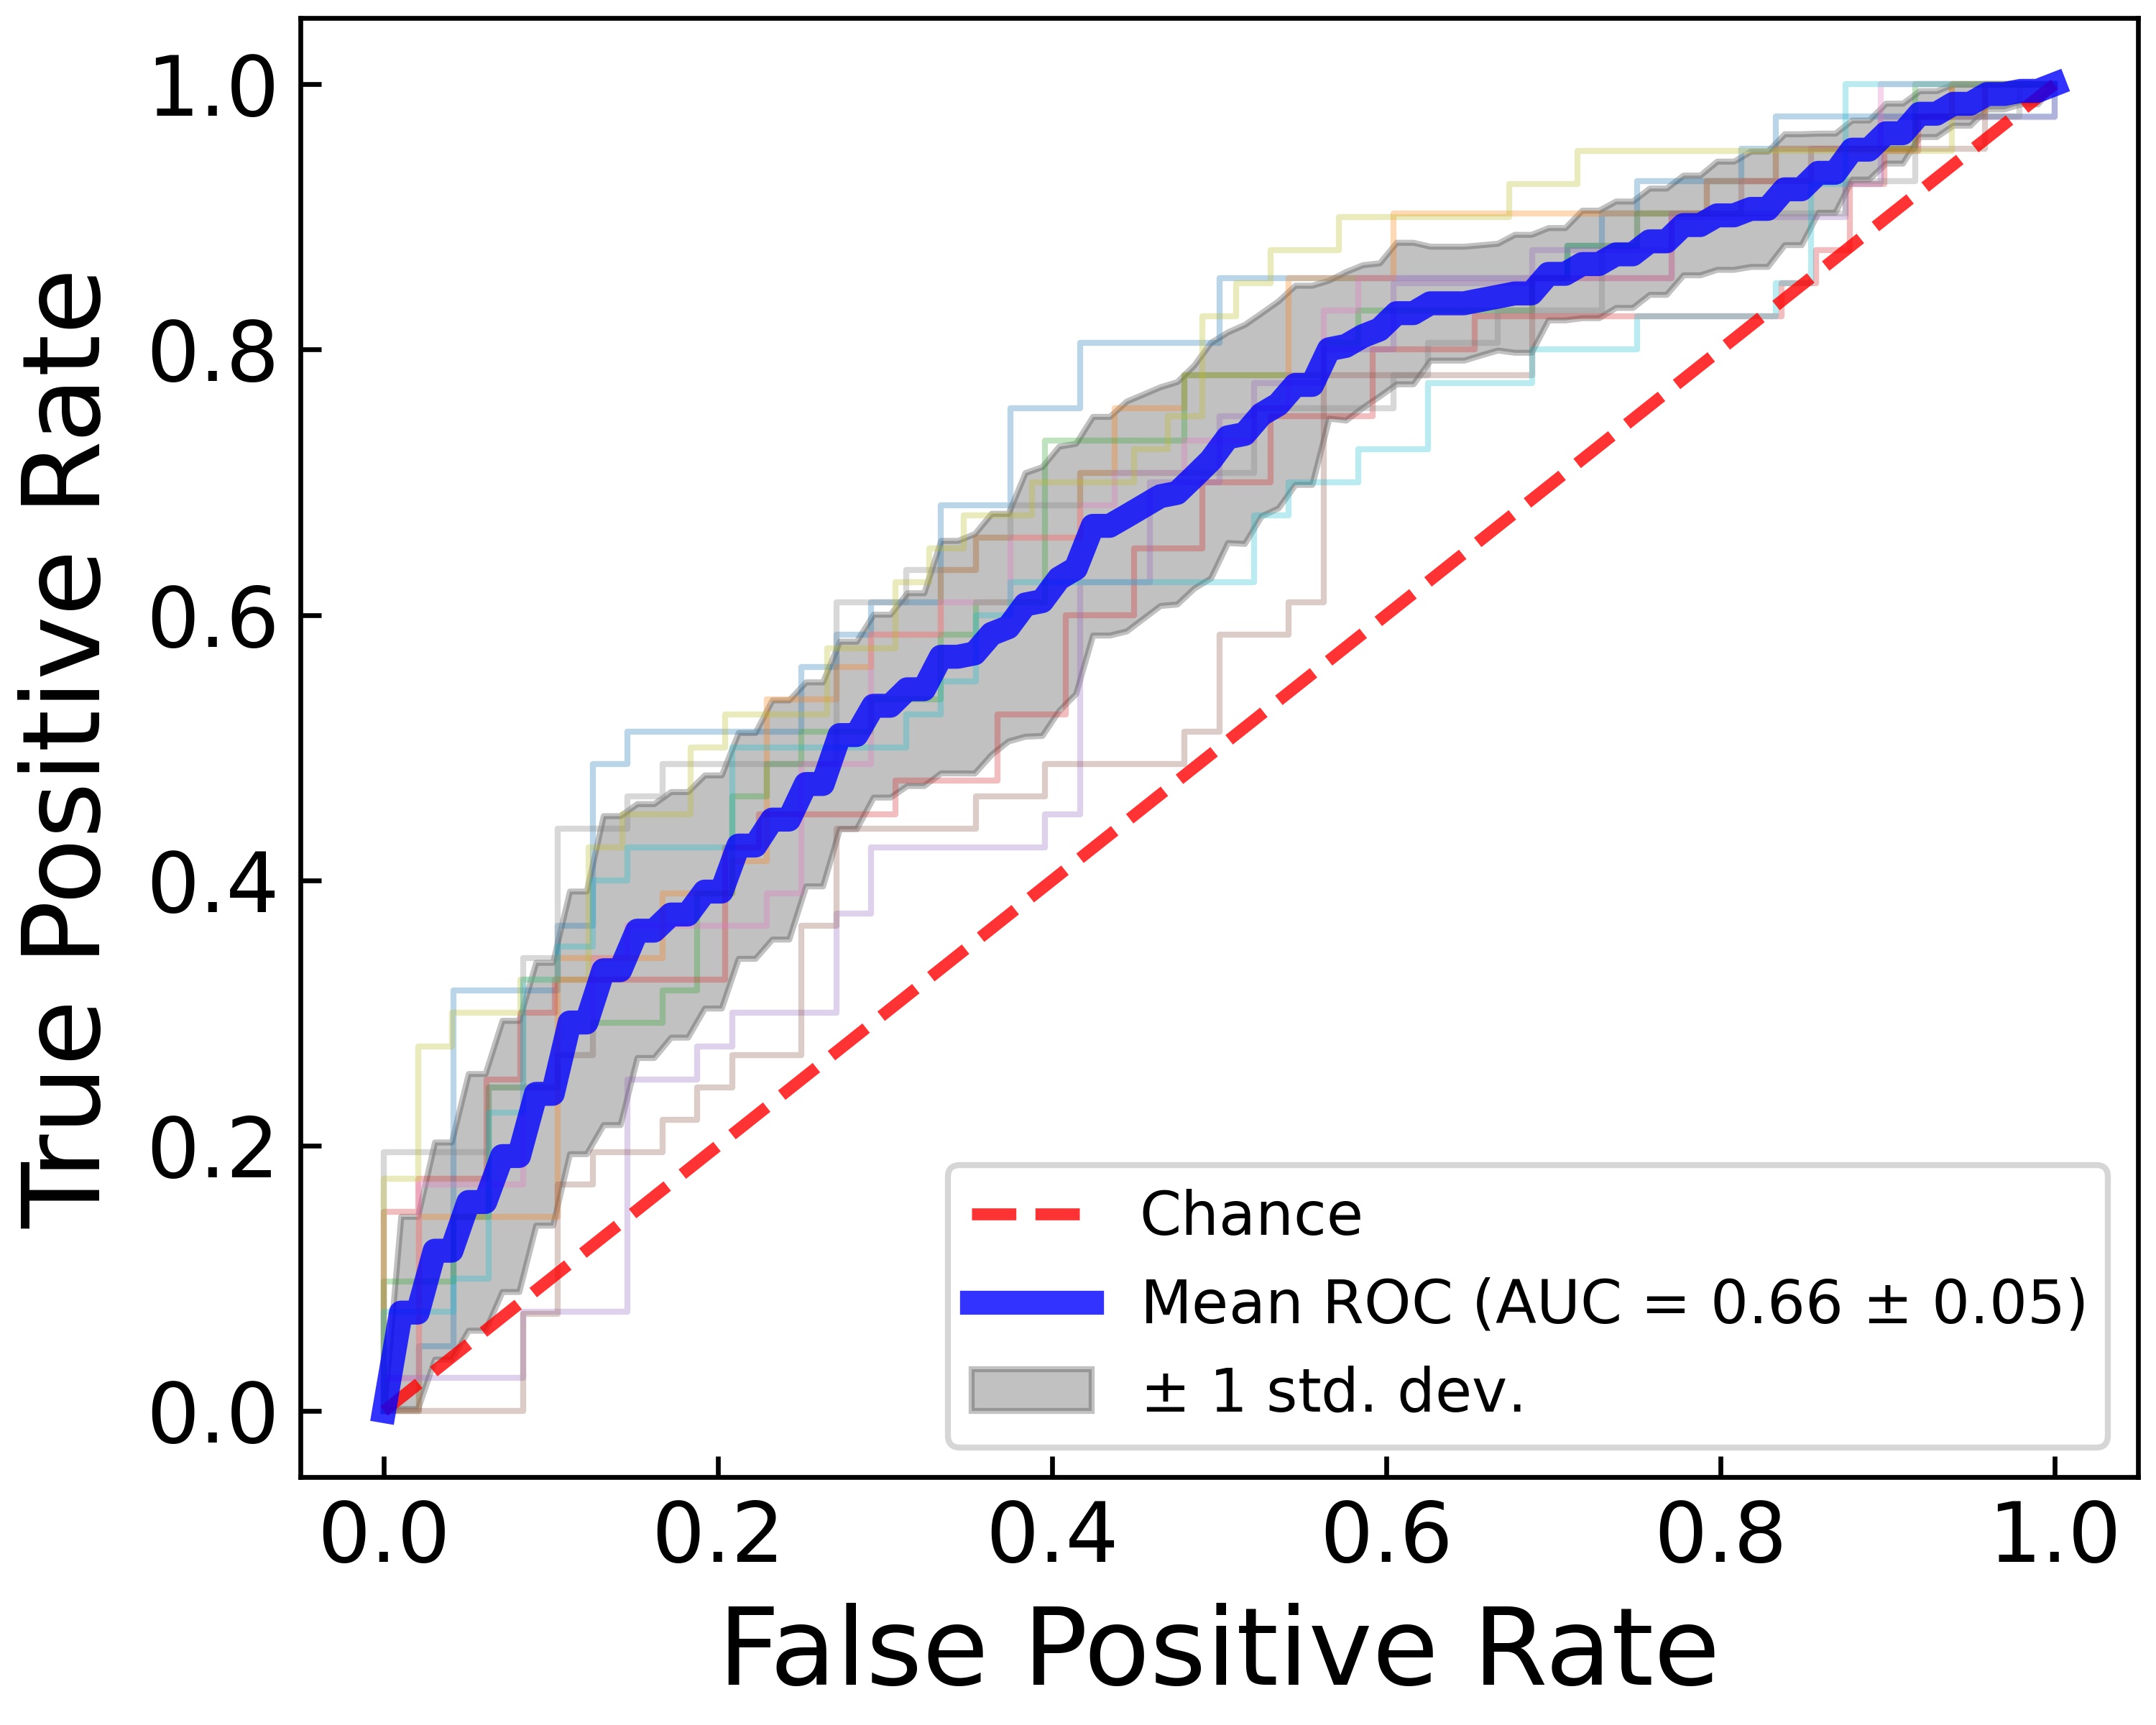 True Positive Rate
1.0
0.8
0.6
0.4
0.2
0.0
Chance
Mean ROC (AUC = 0.66 ± 0.05)
± 1 std. dev.
0.0 0.2 0.4 0.6 0.8 1.0
False Positive Rate